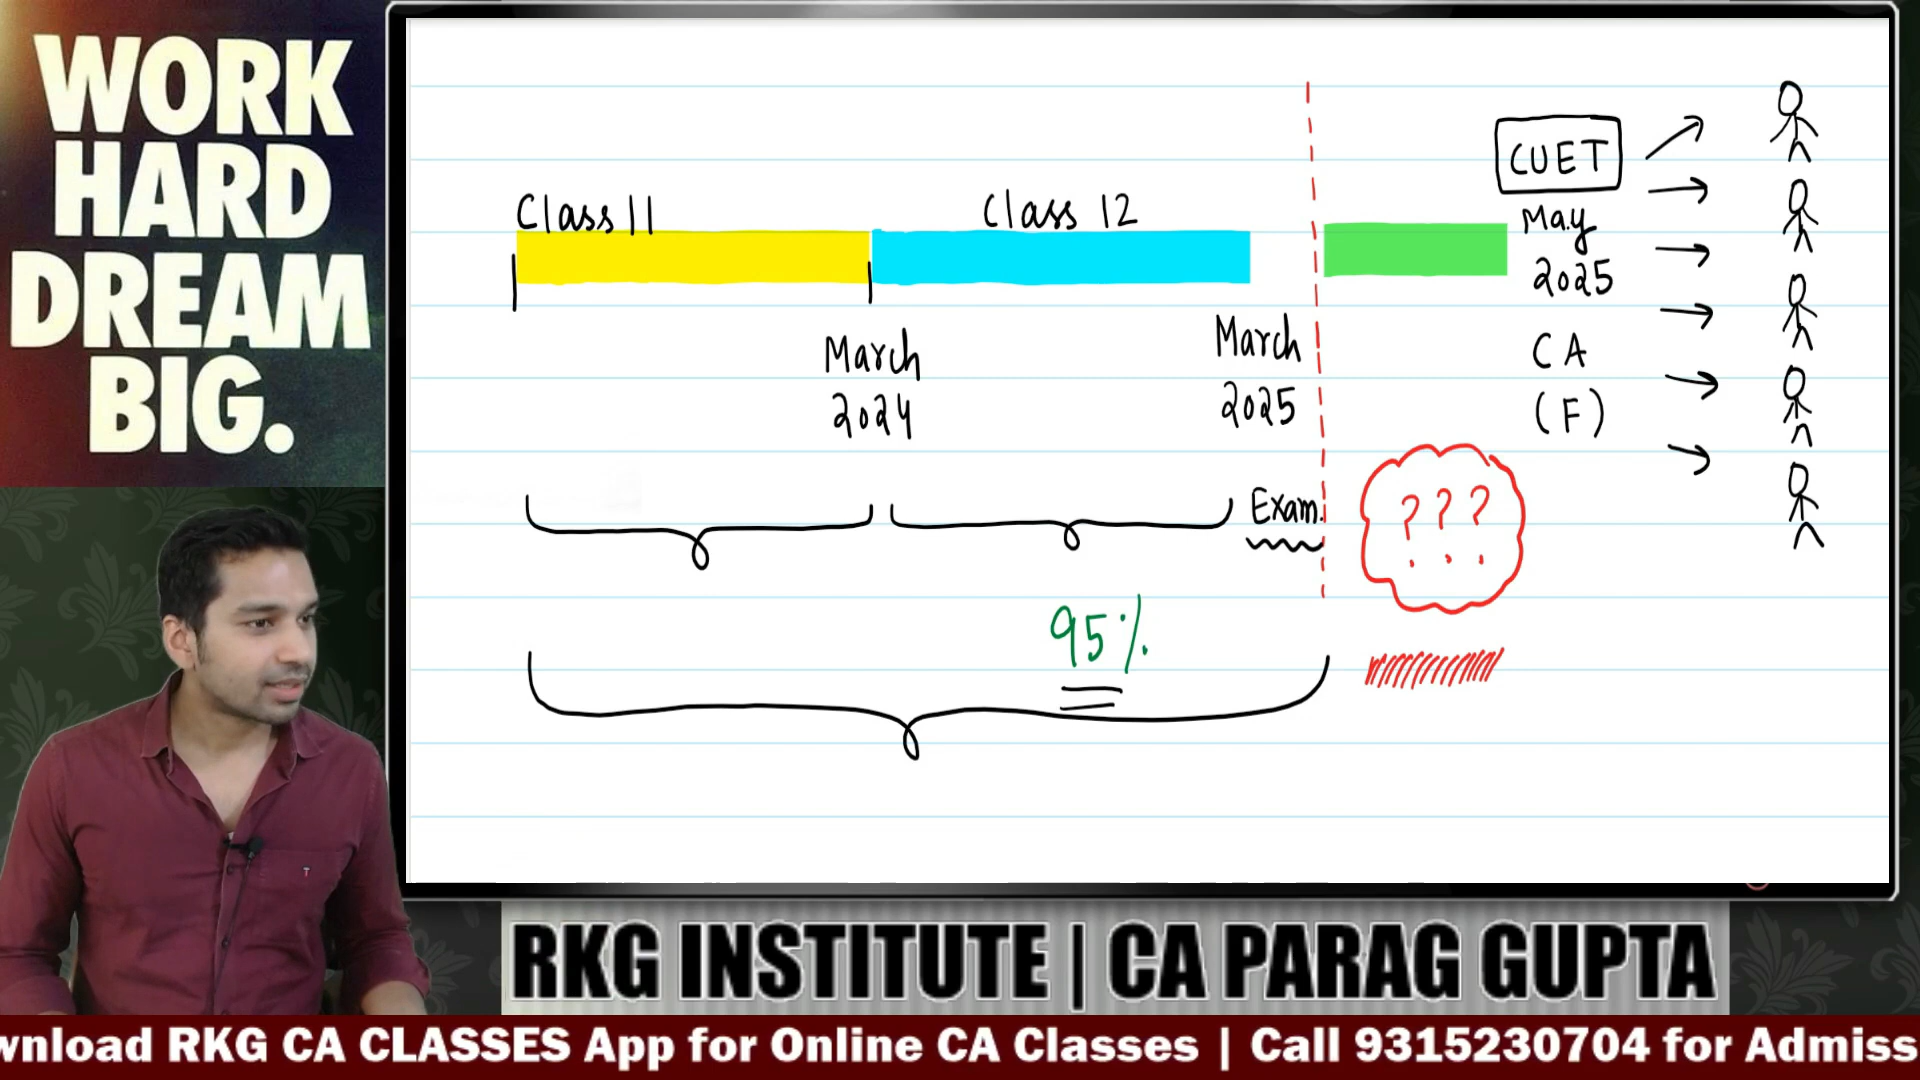 WORK
HARD
DREAM
BIG.
Class 11
Class 12
CUET
May
2025
CA
(F)
March
2024
March
2025
Exam.
? ? ?
95%
RKG INSTITUTE | CA PARAG GUPTA
wnload RKG CA CLASSES App for Online CA Classes | Call 9315230704 for Admiss